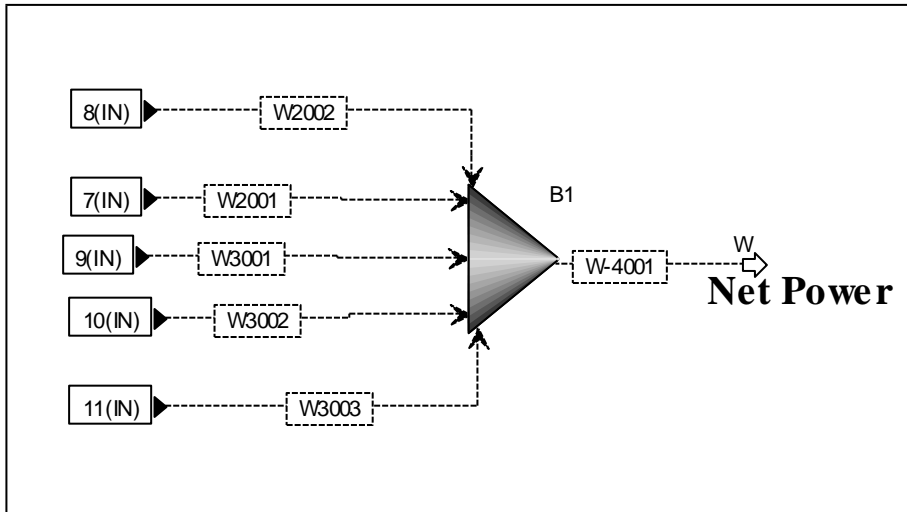 8(IN)
W2002
7(IN)
W2001
B1
9(IN)
W3001
W
W-4001
Net Power
10(IN)
W3002
11(IN)
W3003